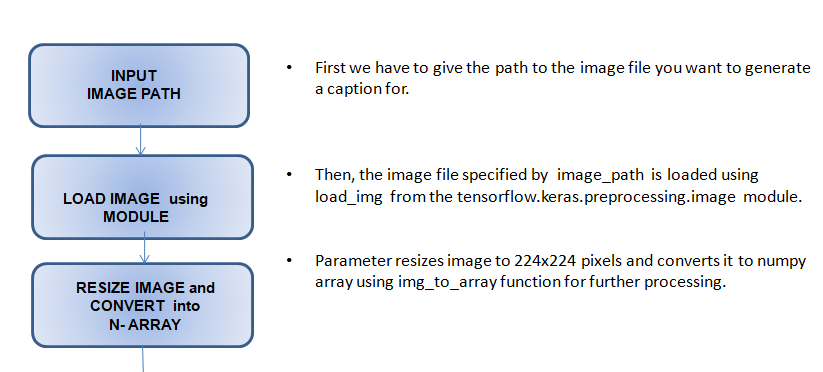 INPUT
IMAGE PATH
• First we have to give the path to the image file you want to generate
a caption for.
LOAD IMAGE using
MODULE
• Then, the image file specified by image_path is loaded using
load_img from the tensorflow.keras.preprocessing.image module.
RESIZE IMAGE and
CONVERT into
N- ARRAY
• Parameter resizes image to 224x224 pixels and converts it to numpy
array using img_to_array function for further processing.